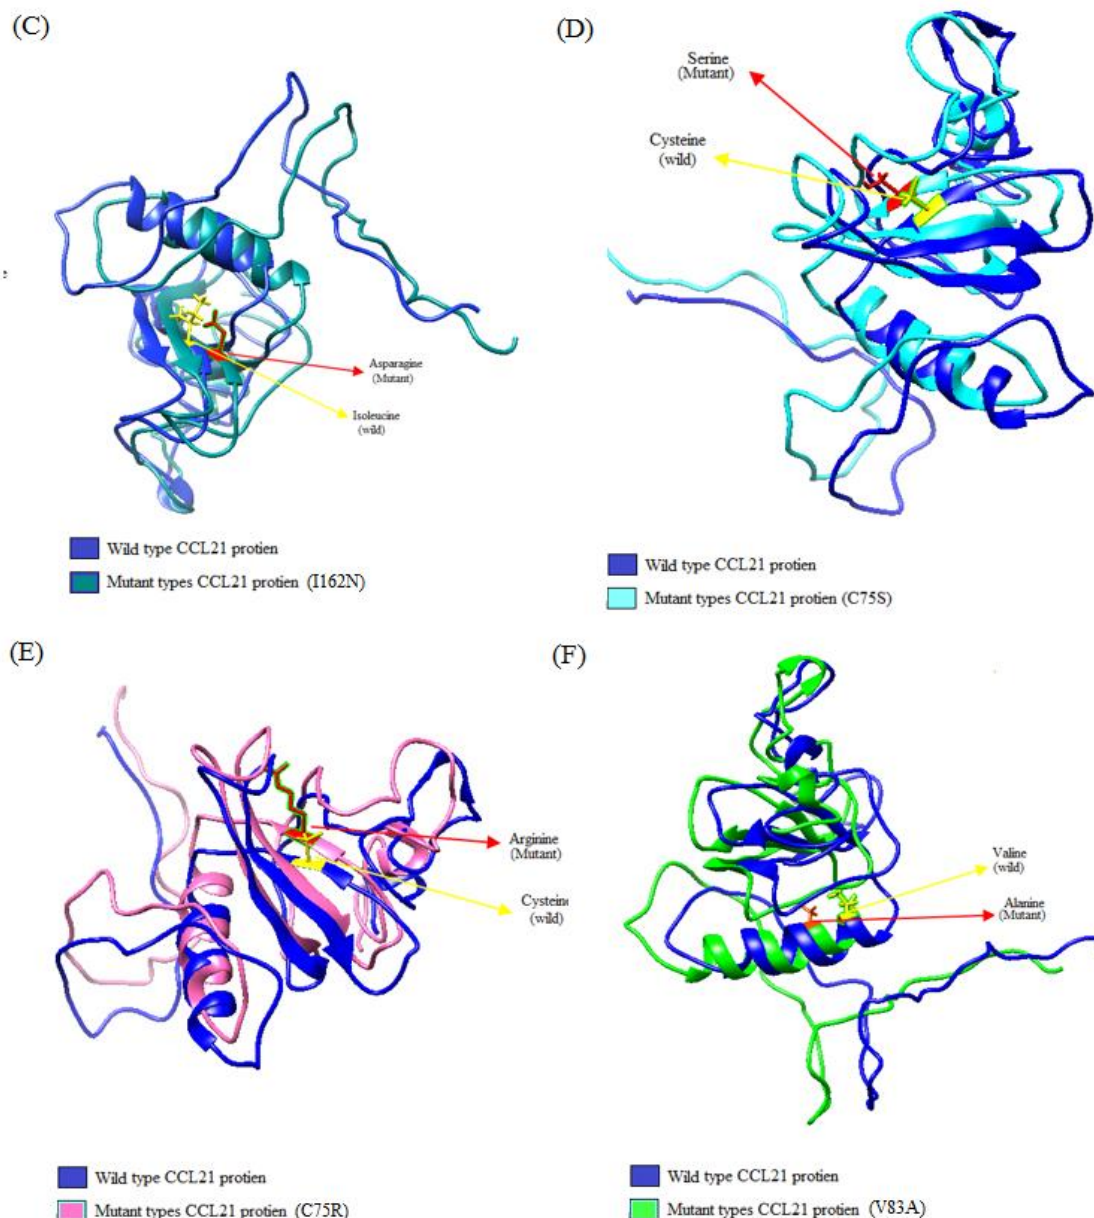 (C)
Asparagine
(Mutant)
Isoleucine
(wild)
Wild type CCL21 protien
Mutant types CCL21 protien (I162N)
(D)
Serine
(Mutant)
Cysteine
(wild)
Wild type CCL21 protien
Mutant types CCL21 protien (C75S)
(E)
Arginine
(Mutant)
Cysteine
(wild)
Wild type CCL21 protien
Mutant types CCL21 protien (C75R)
(F)
Valine
(wild)
Alanine
(Mutant)
Wild type CCL21 protien
Mutant types CCL21 protien (V83A)